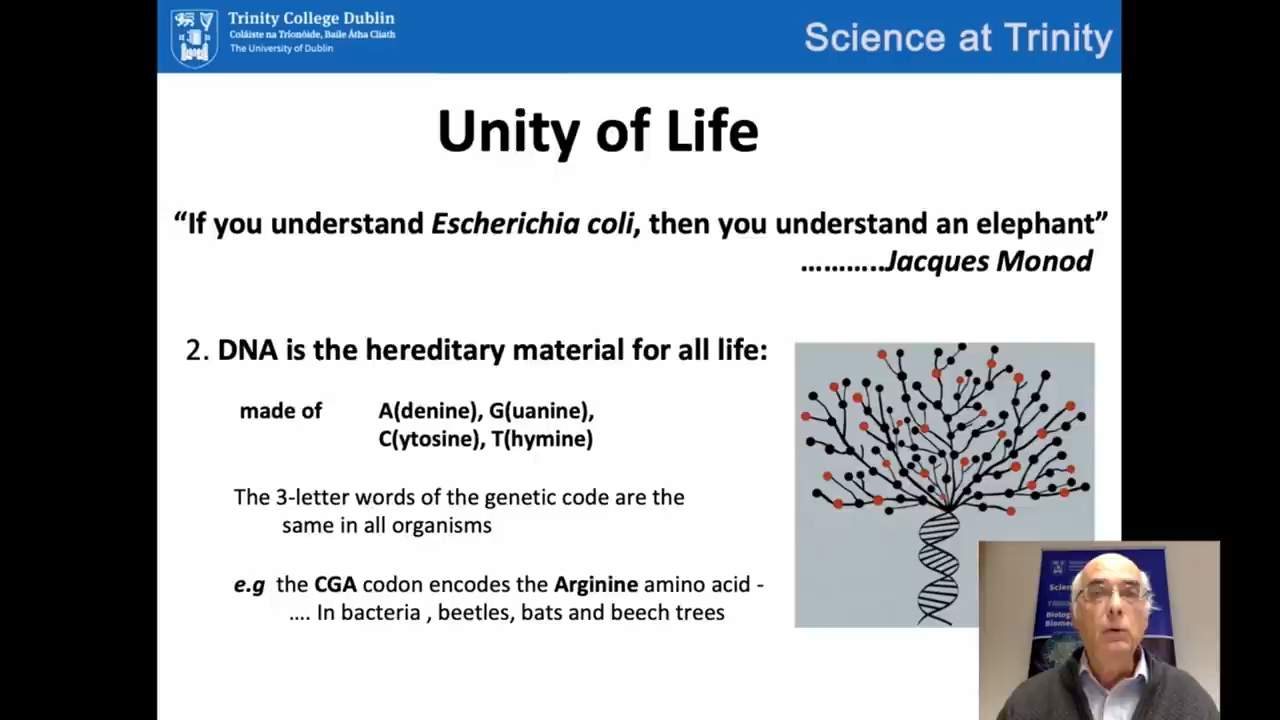 Trinity College Dublin
Coláiste na Tríonóide, Baile Átha Cliath
The University of Dublin
Science at Trinity
Unity of Life
“If you understand Escherichia coli, then you understand an elephant”
………..Jacques Monod
2. DNA is the hereditary material for all life:
made of A(denine), G(uanine),
C(ytosine), T(hymine)
The 3-letter words of the genetic code are the
same in all organisms
e.g the CGA codon encodes the Arginine amino acid -
…. In bacteria , beetles, bats and beech trees